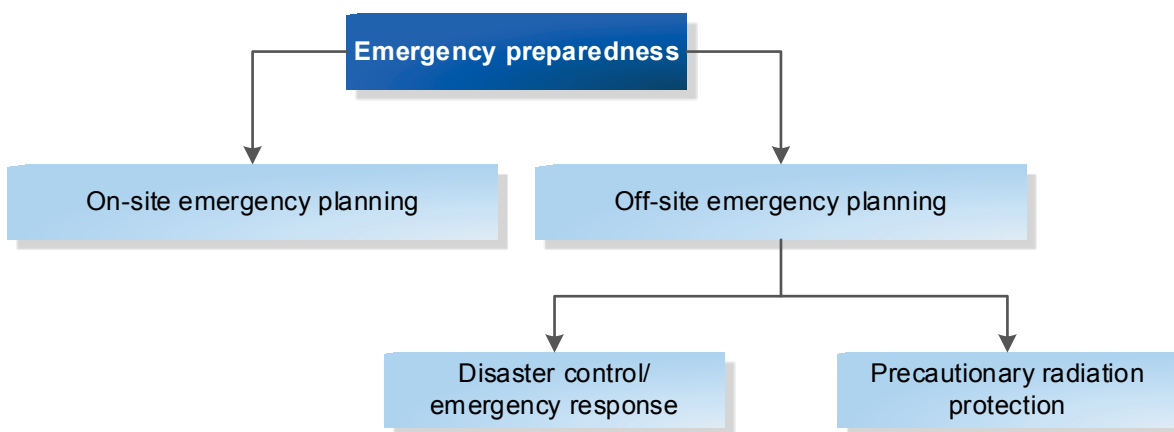 Emergency preparedness
On-site emergency planning
Off-site emergency planning
Disaster control/
emergency response
Precautionary radiation
protection